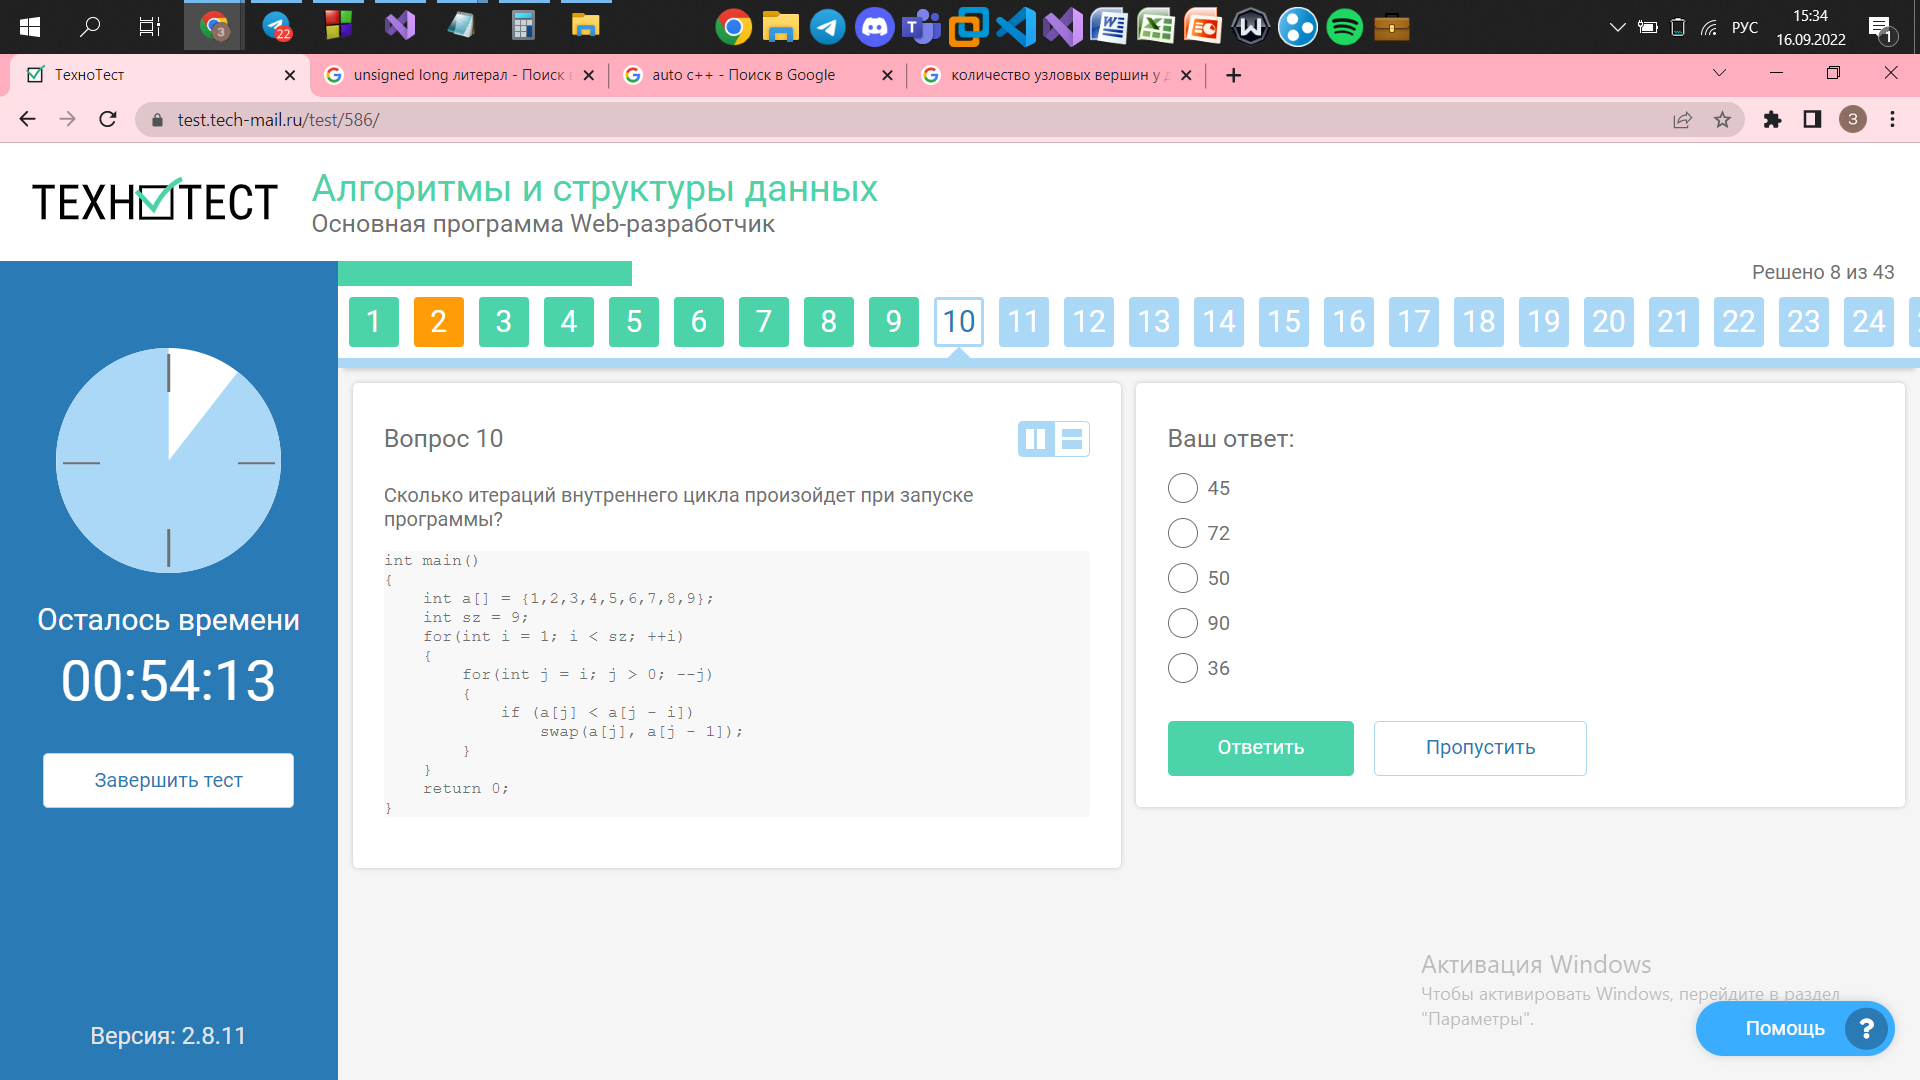 22
3
РУС
15:34
16.09.2022
1
ТехноТест
unsigned long литерал - Поиск
auto c++ - Поиск в Google
количество узловых вершин у
test.tech-mail.ru/test/586/
3
ТЕХНОТЕСТ
Алгоритмы и структуры данных
Основная программа Web-разработчик
Решено 8 из 43
1 2 3 4 5 6 7 8 9 10 11 12 13 14 15 16 17 18 19 20 21 22 23 24
Осталось времени
00:54:13
Завершить тест
Версия: 2.8.11
Вопрос 10
Сколько итераций внутреннего цикла произойдет при запуске
программы?
int main()
{
    int a[] = {1,2,3,4,5,6,7,8,9};
    int sz = 9;
    for(int i = 1; i < sz; ++i)
    {
        for(int j = i; j > 0; --j)
        {
            if (a[j] < a[j - i])
                swap(a[j], a[j - 1]);
        }
    }
    return 0;
}
Ваш ответ:
45
72
50
90
36
Ответить
Пропустить
Активация Windows
Чтобы активировать Windows, перейдите в раздел
"Параметры".
Помощь ?